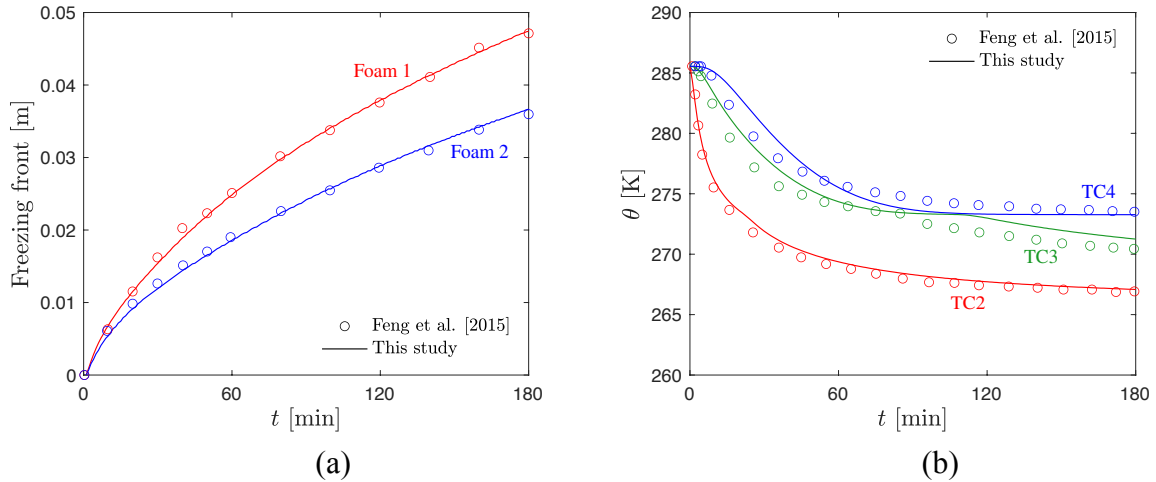 0.05
0.04
0.03
0.02
0.01
0
Freezing front [m]
Foam 1
Foam 2
Feng et al. [2015]
This study
0 60 120 180
t [min]
(a)
290
285
280
275
270
265
260
θ [K]
Feng et al. [2015]
This study
TC4
TC3
TC2
0 60 120 180
t [min]
(b)